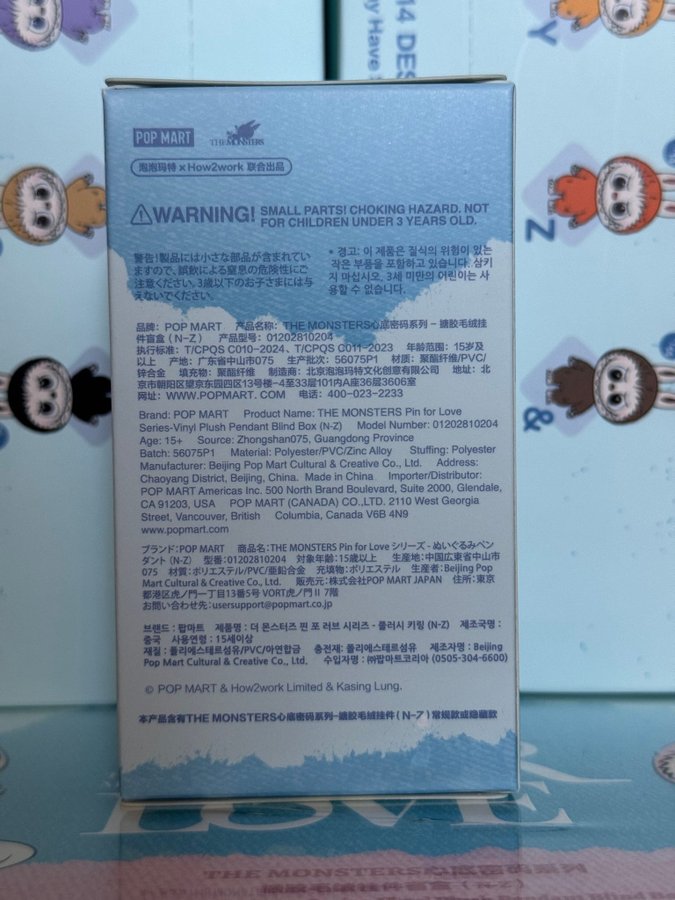 14 DES
Y
Z
&
POP MART THE MONSTERS
泡泡玛特 x How2work 联合出品
WARNING! SMALL PARTS! CHOKING HAZARD. NOT
FOR CHILDREN UNDER 3 YEARS OLD.
警告!製品には小さな部品が含まれてい
ますので、誤飲による窒息の危険性にご
注意ください。3歳以下のお子さまには与
えないでください。
* 경고: 이 제품은 질식의 위험이 있는
작은 부품을 포함하고 있습니다. 삼키
지 마십시오, 3세 미만의 어린이는 사
용할 수 없습니다.
品牌：POP MART 产品名称：THE MONSTERS心底密码系列－搪胶毛绒挂
件盲盒（N-Z） 产品型号：01202810204
执行标准：T/CPQS C010-2024、T/CPQS C011-2023 年龄范围：15岁及
以上 产地：广东省中山市075 生产批次：56075P1 材质：聚酯纤维/PVC/
锌合金 填充物：聚酯纤维 制造商：北京泡泡玛特文化创意有限公司 地址：北
京市朝阳区望京东园四区13号楼-4至33层101内A座36层3606室
网址：WWW.POPMART.COM 电话：400-023-2233
Brand: POP MART Product Name: THE MONSTERS Pin for Love
Series-Vinyl Plush Pendant Blind Box (N-Z) Model Number: 01202810204
Age: 15+ Source: Zhongshan075, Guangdong Province
Batch: 56075P1 Material: Polyester/PVC/Zinc Alloy Stuffing: Polyester
Manufacturer: Beijing Pop Mart Cultural & Creative Co., Ltd. Address:
Chaoyang District, Beijing, China. Made in China Importer/Distributor:
POP MART Americas Inc. 500 North Brand Boulevard, Suite 2000, Glendale,
CA 91203, USA POP MART (CANADA) CO.,LTD. 2110 West Georgia
Street, Vancouver, British Columbia, Canada V6B 4N9
www.popmart.com
ブランド：POP MART 商品名：THE MONSTERS Pin for Love シリーズ - ぬいぐるみペン
ダント (N-Z) 型番：01202810204 対象年齢：15歳以上 生産地：中国広東省中山市
075 材質：ポリエステル/PVC/亜鉛合金 充填物：ポリエステル 生産者：Beijing Pop
Mart Cultural & Creative Co., Ltd. 販売元：株式会社POP MART JAPAN 住所：東京
都港区虎ノ門一丁目13番5号 VORT虎ノ門Ⅱ 7階
お問い合わせ先：usersupport@popmart.co.jp
브랜드 : 팝마트 제품명 : 더 몬스터즈 핀 포 러브 시리즈 - 플러시 키링 (N-Z) 제조국명 :
중국 사용연령 : 15세이상
재질 : 폴리에스테르섬유/PVC/아연합금 충전재: 폴리에스테르섬유 제조자명 : Beijing
Pop Mart Cultural & Creative Co., Ltd. 수입자명 : ㈜팝마트코리아 (0505-304-6600)
© POP MART & How2work Limited & Kasing Lung.
本产品含有THE MONSTERS心底密码系列-搪胶毛绒挂件（N-Z）常规款或隐藏款
LOVE
THE MONSTERS心底密码系列
搪胶毛绒挂件盲盒（N-Z）